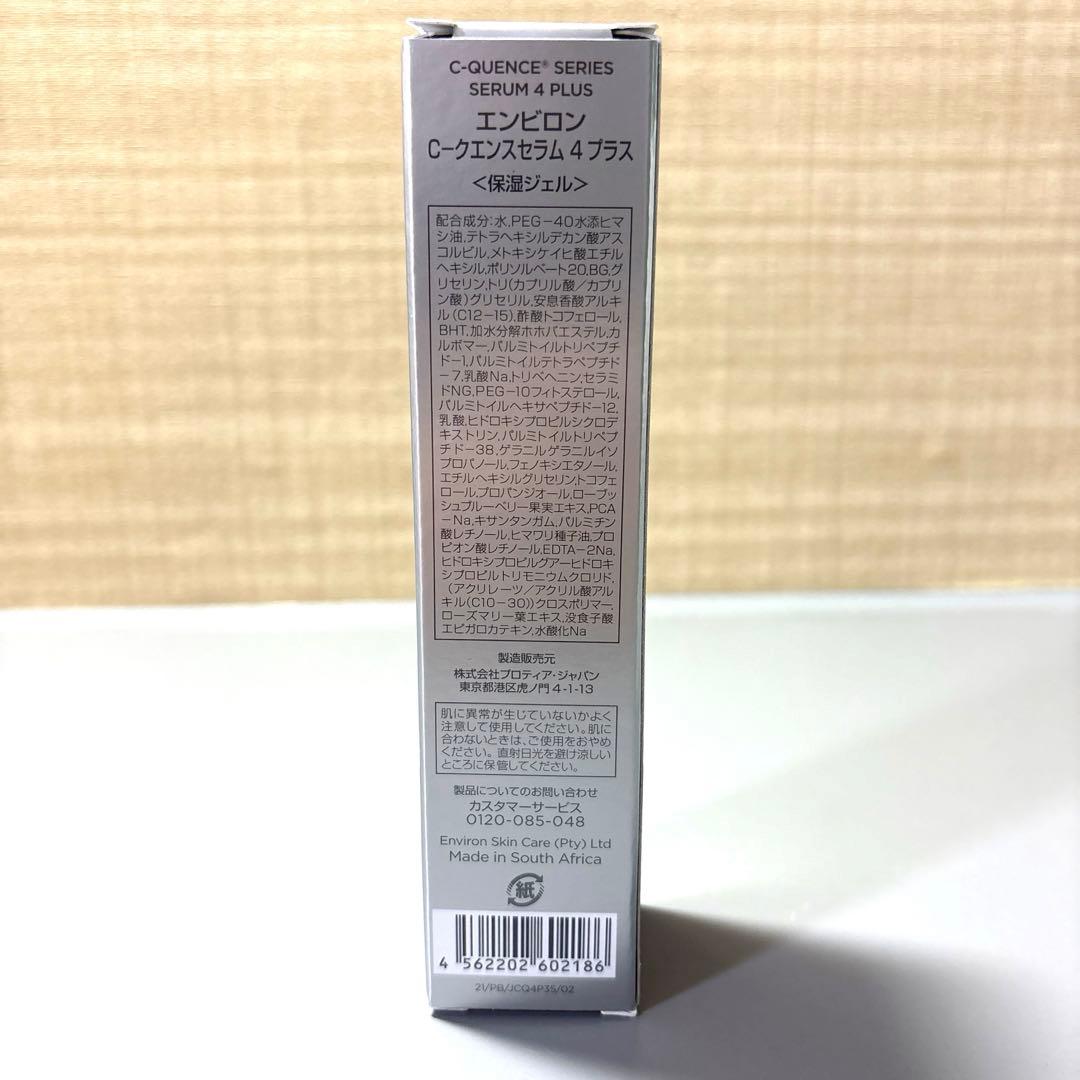 C-QUENCE® SERIES
SERUM 4 PLUS
エンビロン
C-クエンスセラム 4 プラス
＜保湿ジェル＞
配合成分:水,PEG-40水添ヒマ
シ油,テトラヘキシルデカン酸アス
コルビル,メトキシケイヒ酸エチル
ヘキシル,ポリソルベート20,BG,グ
リセリン,トリ(カプリル酸/カプリ
ン酸)グリセリル,安息香酸アルキ
ル(C12-15),酢酸トコフェロール,
BHT,加水分解ホホバエステル,カ
ルボマー,パルミトイルトリペプチ
ド-1,パルミトイルテトラペプチド
-7,乳酸Na,トリベヘニン,セラミ
ドNG,PEG-10フィトステロール,
パルミトイルヘキサペプチド-12,
乳酸,ヒドロキシプロピルシクロデ
キストリン,パルミトイルトリペプ
チド-38,ゲラニルゲラニルイソ
プロパノール,フェノキシエタノール,
エチルヘキシルグリセリン,トコフェ
ロール,プロパンジオール,ローブッ
シュブルーベリー果実エキス,PCA
-Na,キサンタンガム,パルミチン
酸レチノール,ヒマワリ種子油,プロ
ピオン酸レチノール,EDTA-2Na,
ヒドロキシプロピルグアーヒドロキ
シプロピルトリモニウムクロリド,
(アクリレーツ/アクリル酸アル
キル(C10-30))クロスポリマー,
ローズマリー葉エキス,没食子酸
エピガロカテキン,水酸化Na
製造販売元
株式会社プロティア・ジャパン
東京都港区虎ノ門 4-1-13
肌に異常が生じていないかよく
注意して使用してください。肌に
合わないときは、ご使用をおやめ
ください。直射日光を避け涼しい
ところに保管してください。
製品についてのお問い合わせ
カスタマーサービス
0120-085-048
Environ Skin Care (Pty) Ltd
Made in South Africa
紙
4 562202 602186
21/PB/JCQ4P35/02